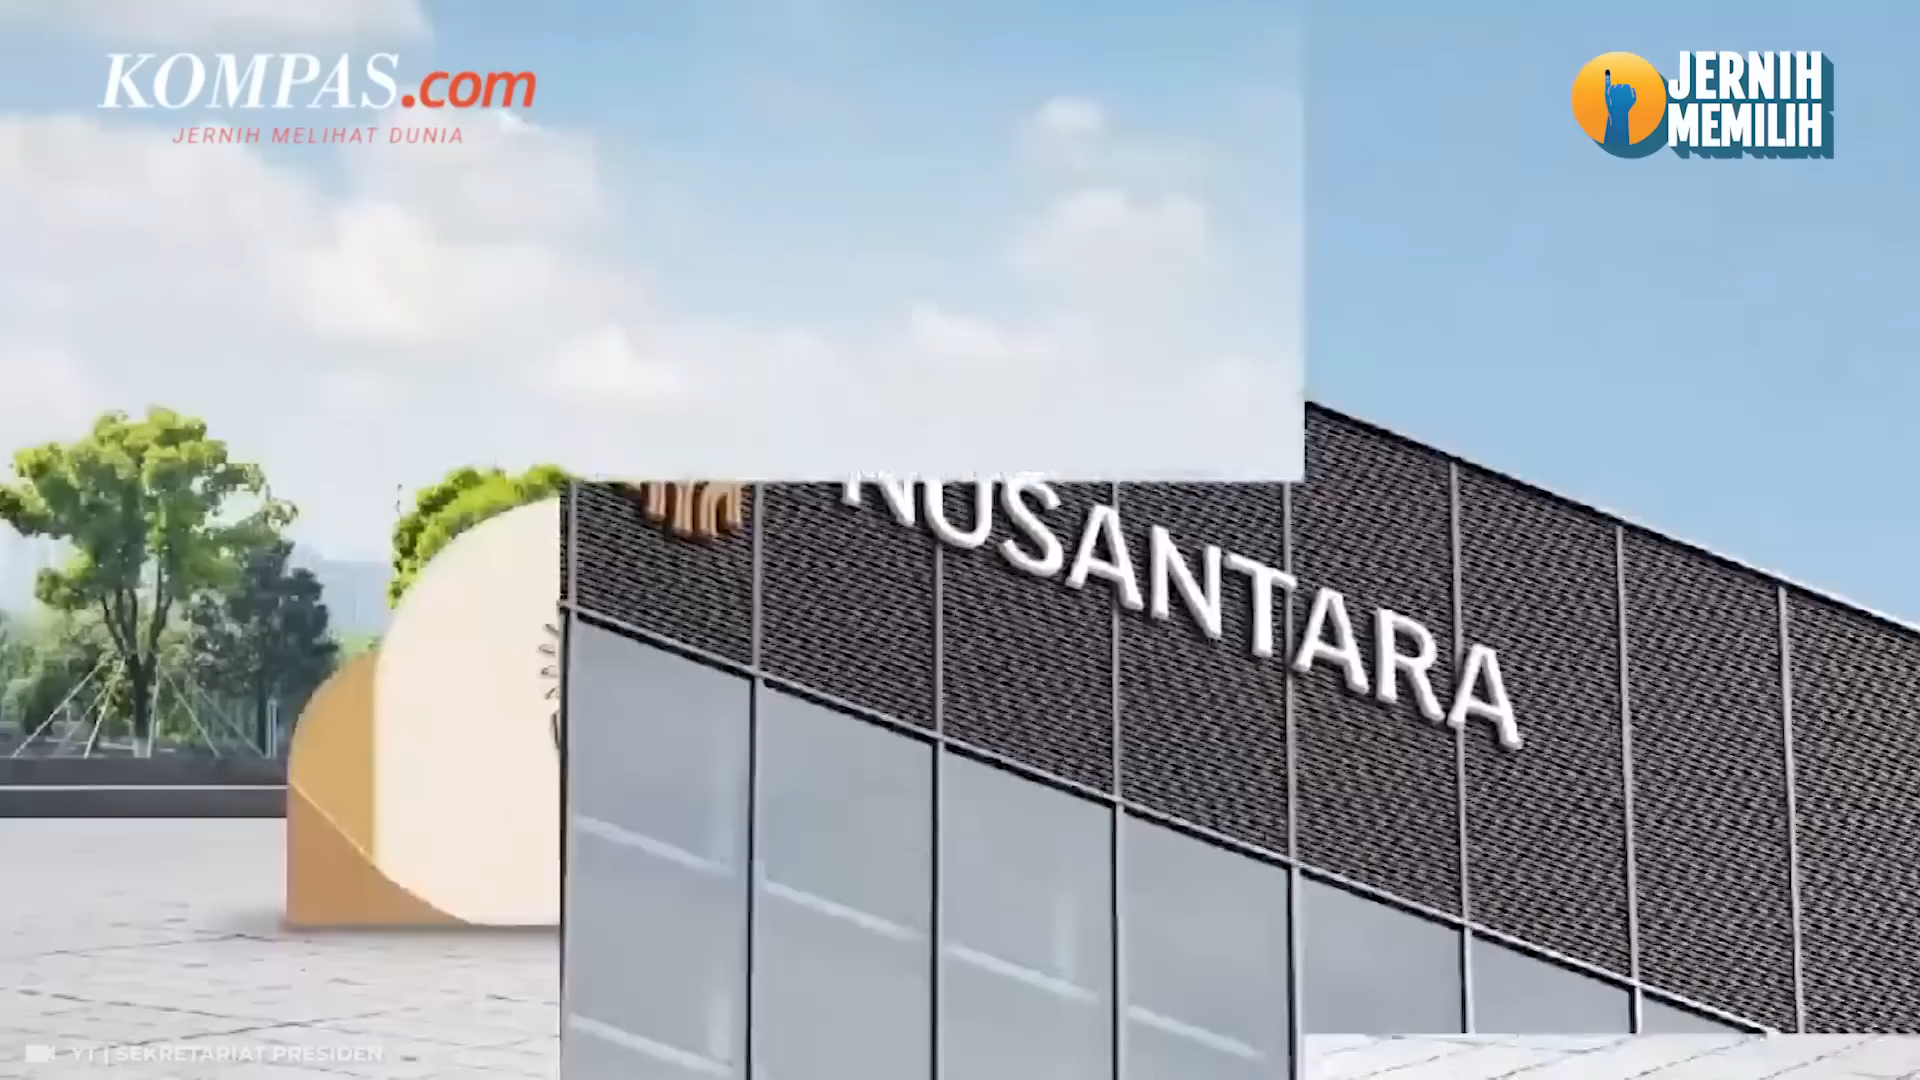 KOMPAS.com
JERNIH MELIHAT DUNIA
JERNIH
MEMILIH
NUSANTARA
YT | SEKRETARIAT PRESIDEN